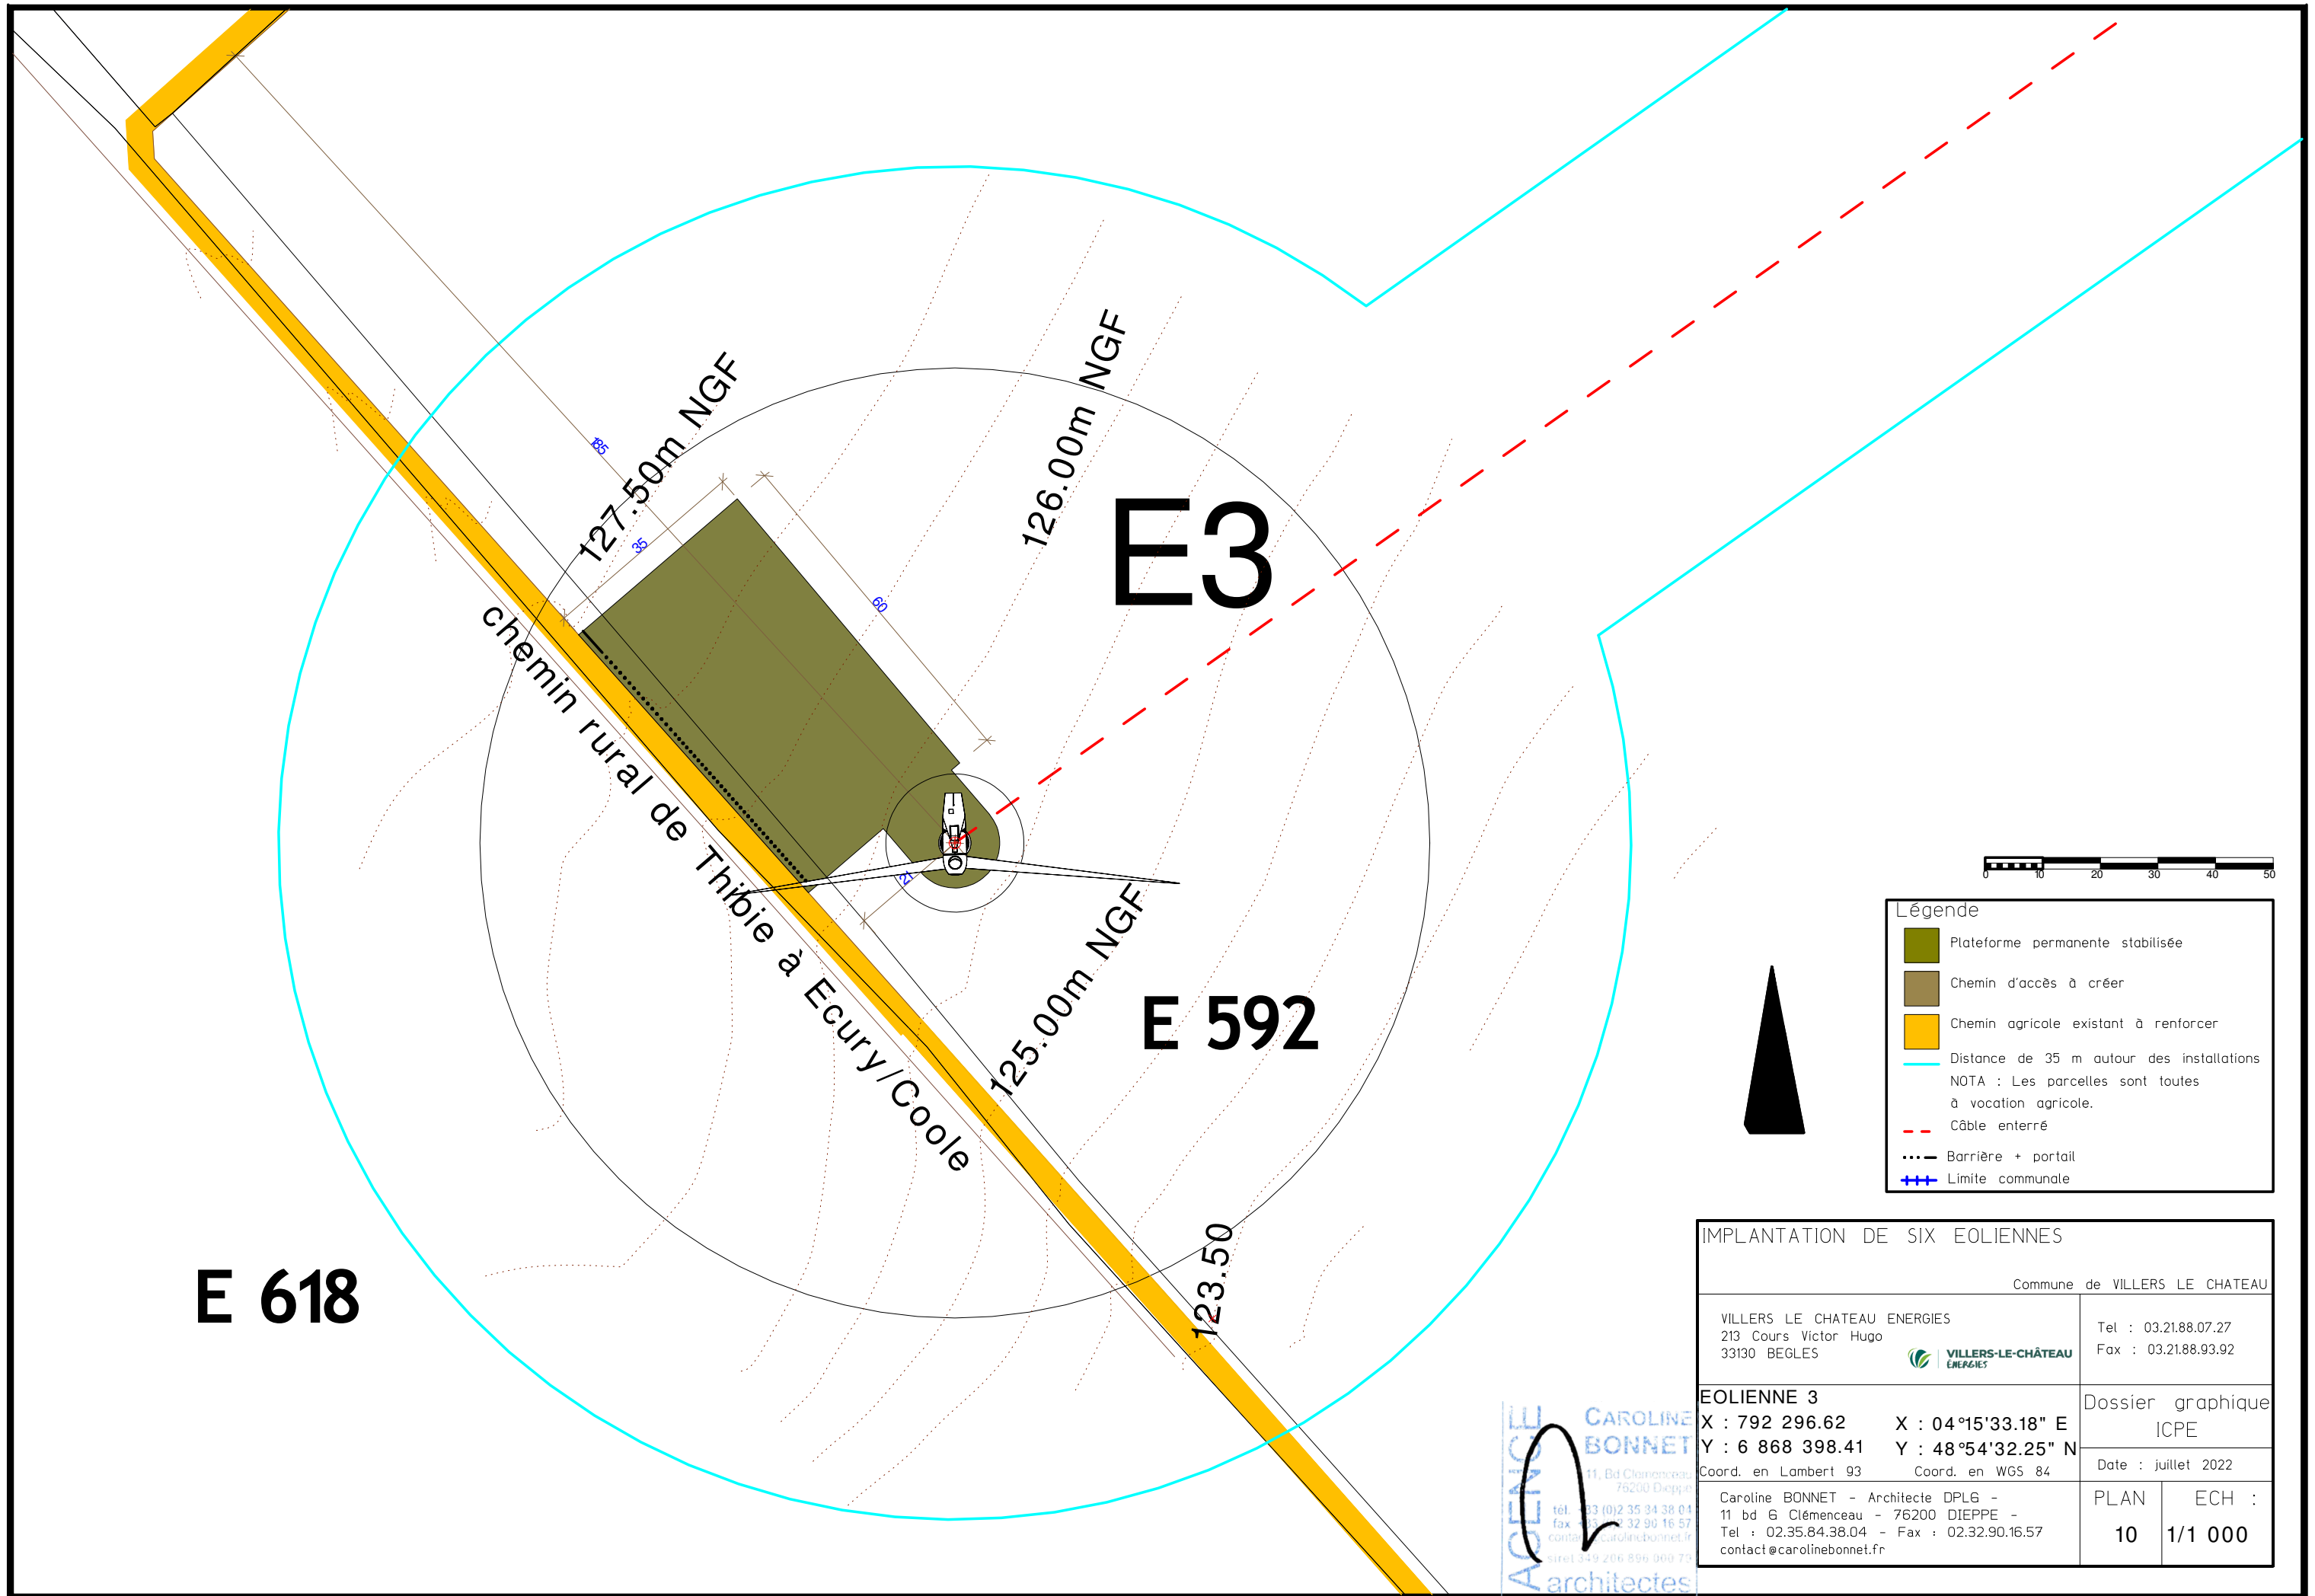 185
127.50m NGF
126.00m NGF
35
60
E3
chemin rural de Thibie à Ecury/Coole
21
125.00m NGF
E 592
123.50
E 618
0 10 20 30 40 50
Légende
Plateforme permanente stabilisée
Chemin d'accès à créer
Chemin agricole existant à renforcer
Distance de 35 m autour des installations
NOTA : Les parcelles sont toutes
à vocation agricole.
Câble enterré
Barrière + portail
Limite communale
IMPLANTATION DE SIX EOLIENNES
Commune de VILLERS LE CHATEAU
VILLERS LE CHATEAU ENERGIES
213 Cours Victor Hugo
33130 BEGLES
VILLERS-LE-CHÂTEAU
ÉNERGIES
Tel : 03.21.88.07.27
Fax : 03.21.88.93.92
EOLIENNE 3
X : 792 296.62 X : 04°15'33.18" E
Y : 6 868 398.41 Y : 48°54'32.25" N
Coord. en Lambert 93 Coord. en WGS 84
Dossier graphique
ICPE
Date : juillet 2022
Caroline BONNET - Architecte DPLG -
11 bd G Clémenceau - 76200 DIEPPE -
Tel : 02.35.84.38.04 - Fax : 02.32.90.16.57
contact@carolinebonnet.fr
PLAN
10
ECH :
1/1 000
AGENCE
CAROLINE
BONNET
11, Bd Clemenceau
76200 Dieppe
architectes